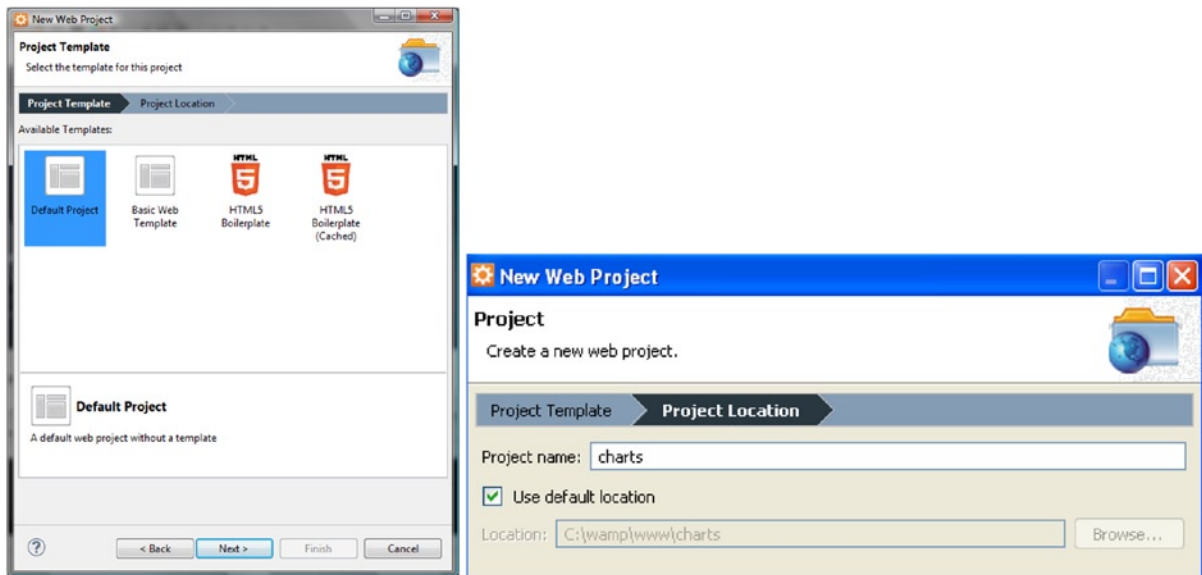 New Web Project
Project Template
Select the template for this project
Project Template Project Location
Available Templates:
HTML HTML
5 5
Default Project Basic Web Template HTML5 Boilerplate HTML5 Boilerplate (Cached)
Default Project
A default web project without a template
? < Back Next > Finish Cancel
New Web Project
Project
Create a new web project.
Project Template Project Location
Project name: charts
Use default location
Location: C:\wamp\www\charts Browse...